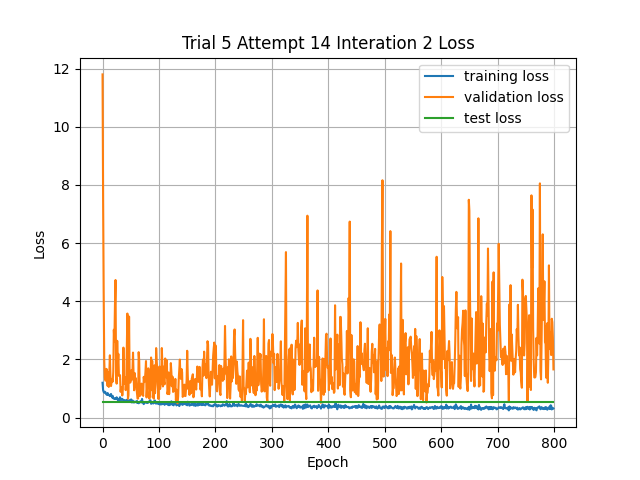 Trial 5 Attempt 14 Interation 2 Loss
training loss
validation loss
test loss
12
10
8
6
4
2
0
Loss
0 100 200 300 400 500 600 700 800
Epoch